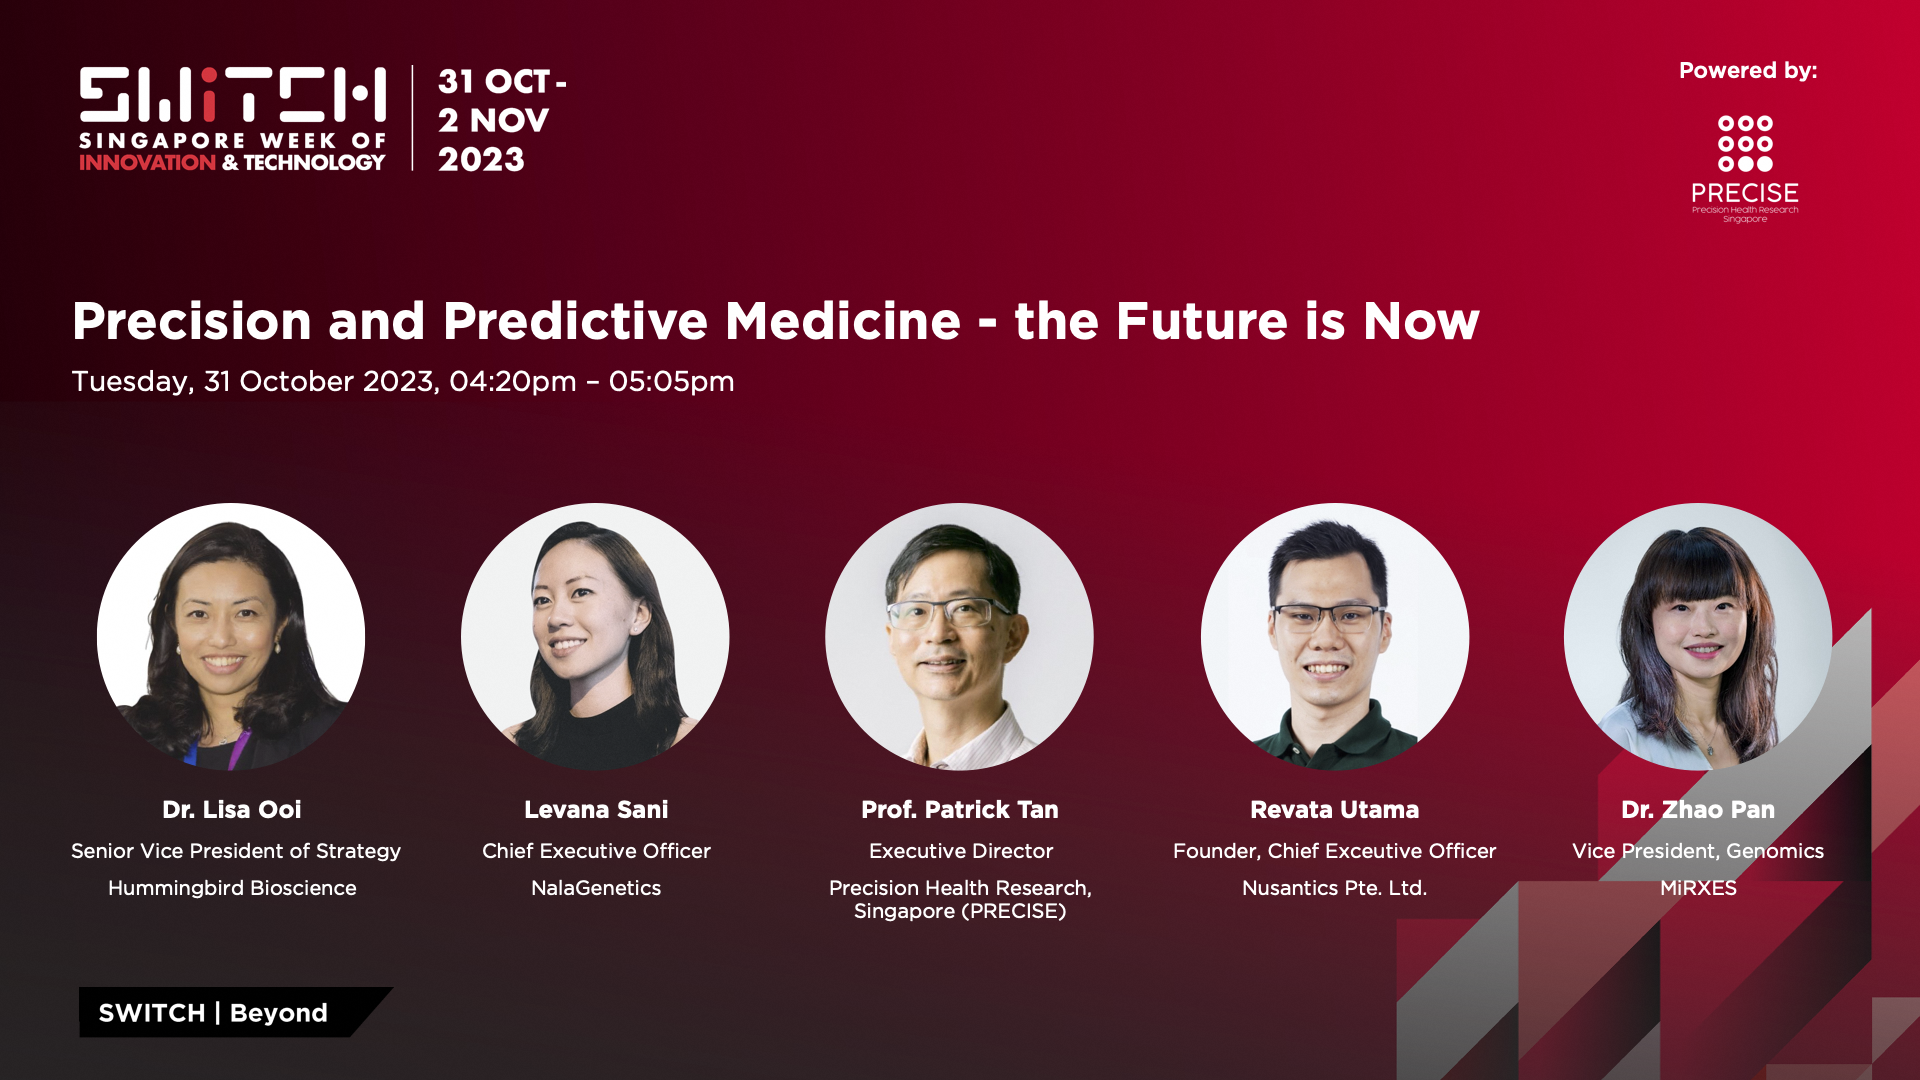 SWiTCH
SINGAPORE WEEK OF
INNOVATION & TECHNOLOGY
31 OCT -
2 NOV
2023
Powered by:
PRECISE
Precision Health Research
Singapore
Precision and Predictive Medicine - the Future is Now
Tuesday, 31 October 2023, 04:20pm – 05:05pm
Dr. Lisa Ooi
Senior Vice President of Strategy
Hummingbird Bioscience
Levana Sani
Chief Executive Officer
NalaGenetics
Prof. Patrick Tan
Executive Director
Precision Health Research,
Singapore (PRECISE)
Revata Utama
Founder, Chief Exceutive Officer
Nusantics Pte. Ltd.
Dr. Zhao Pan
Vice President, Genomics
MiRXES
SWITCH | Beyond